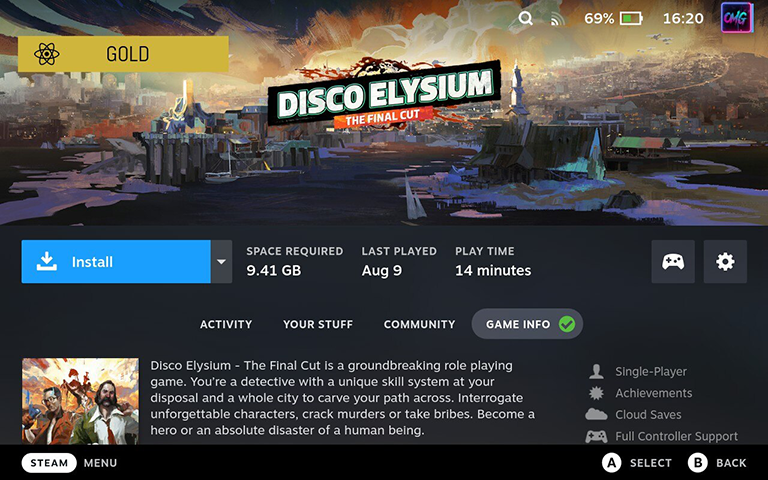 69%
16:20
OMG
GOLD
DISCO ELYSIUM
THE FINAL CUT
Install
SPACE REQUIRED
9.41 GB
LAST PLAYED
Aug 9
PLAY TIME
14 minutes
ACTIVITY
YOUR STUFF
COMMUNITY
GAME INFO
Disco Elysium - The Final Cut is a groundbreaking role playing
game. You're a detective with a unique skill system at your
disposal and a whole city to carve your path across. Interrogate
unforgettable characters, crack murders or take bribes. Become a
hero or an absolute disaster of a human being.
Single-Player
Achievements
Cloud Saves
Full Controller Support
STEAM
MENU
A SELECT
B BACK